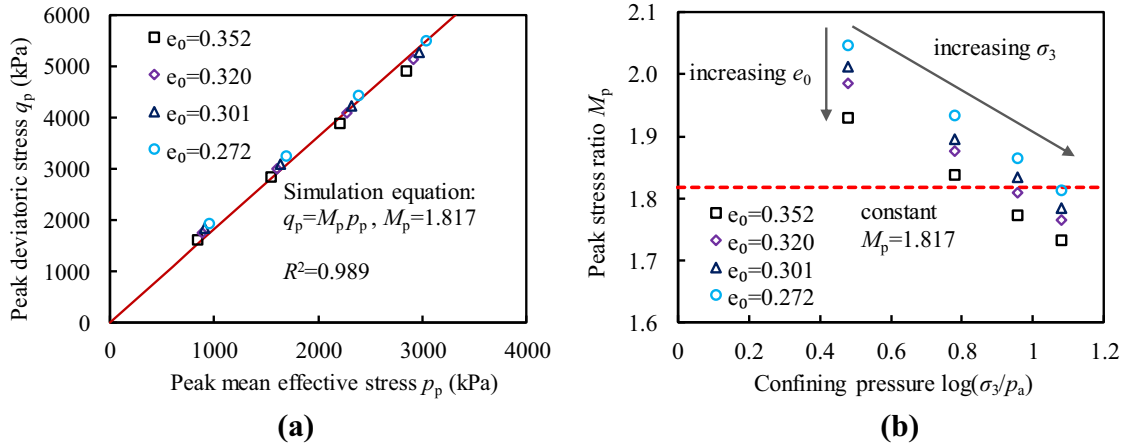 6000
5000
4000
3000
2000
1000
0
0
1000
2000
3000
4000
Peak deviatoric stress qₚ (kPa)
Peak mean effective stress pₚ (kPa)
e₀=0.352
e₀=0.320
e₀=0.301
e₀=0.272
Simulation equation:
qₚ=Mₚpₚ, Mₚ=1.817
R²=0.989
(a)
2.1
2.0
1.9
1.8
1.7
1.6
0
0.2
0.4
0.6
0.8
1
1.2
Peak stress ratio Mₚ
Confining pressure log(σ₃/pₐ)
increasing e₀
increasing σ₃
e₀=0.352
e₀=0.320
e₀=0.301
e₀=0.272
constant
Mₚ=1.817
(b)